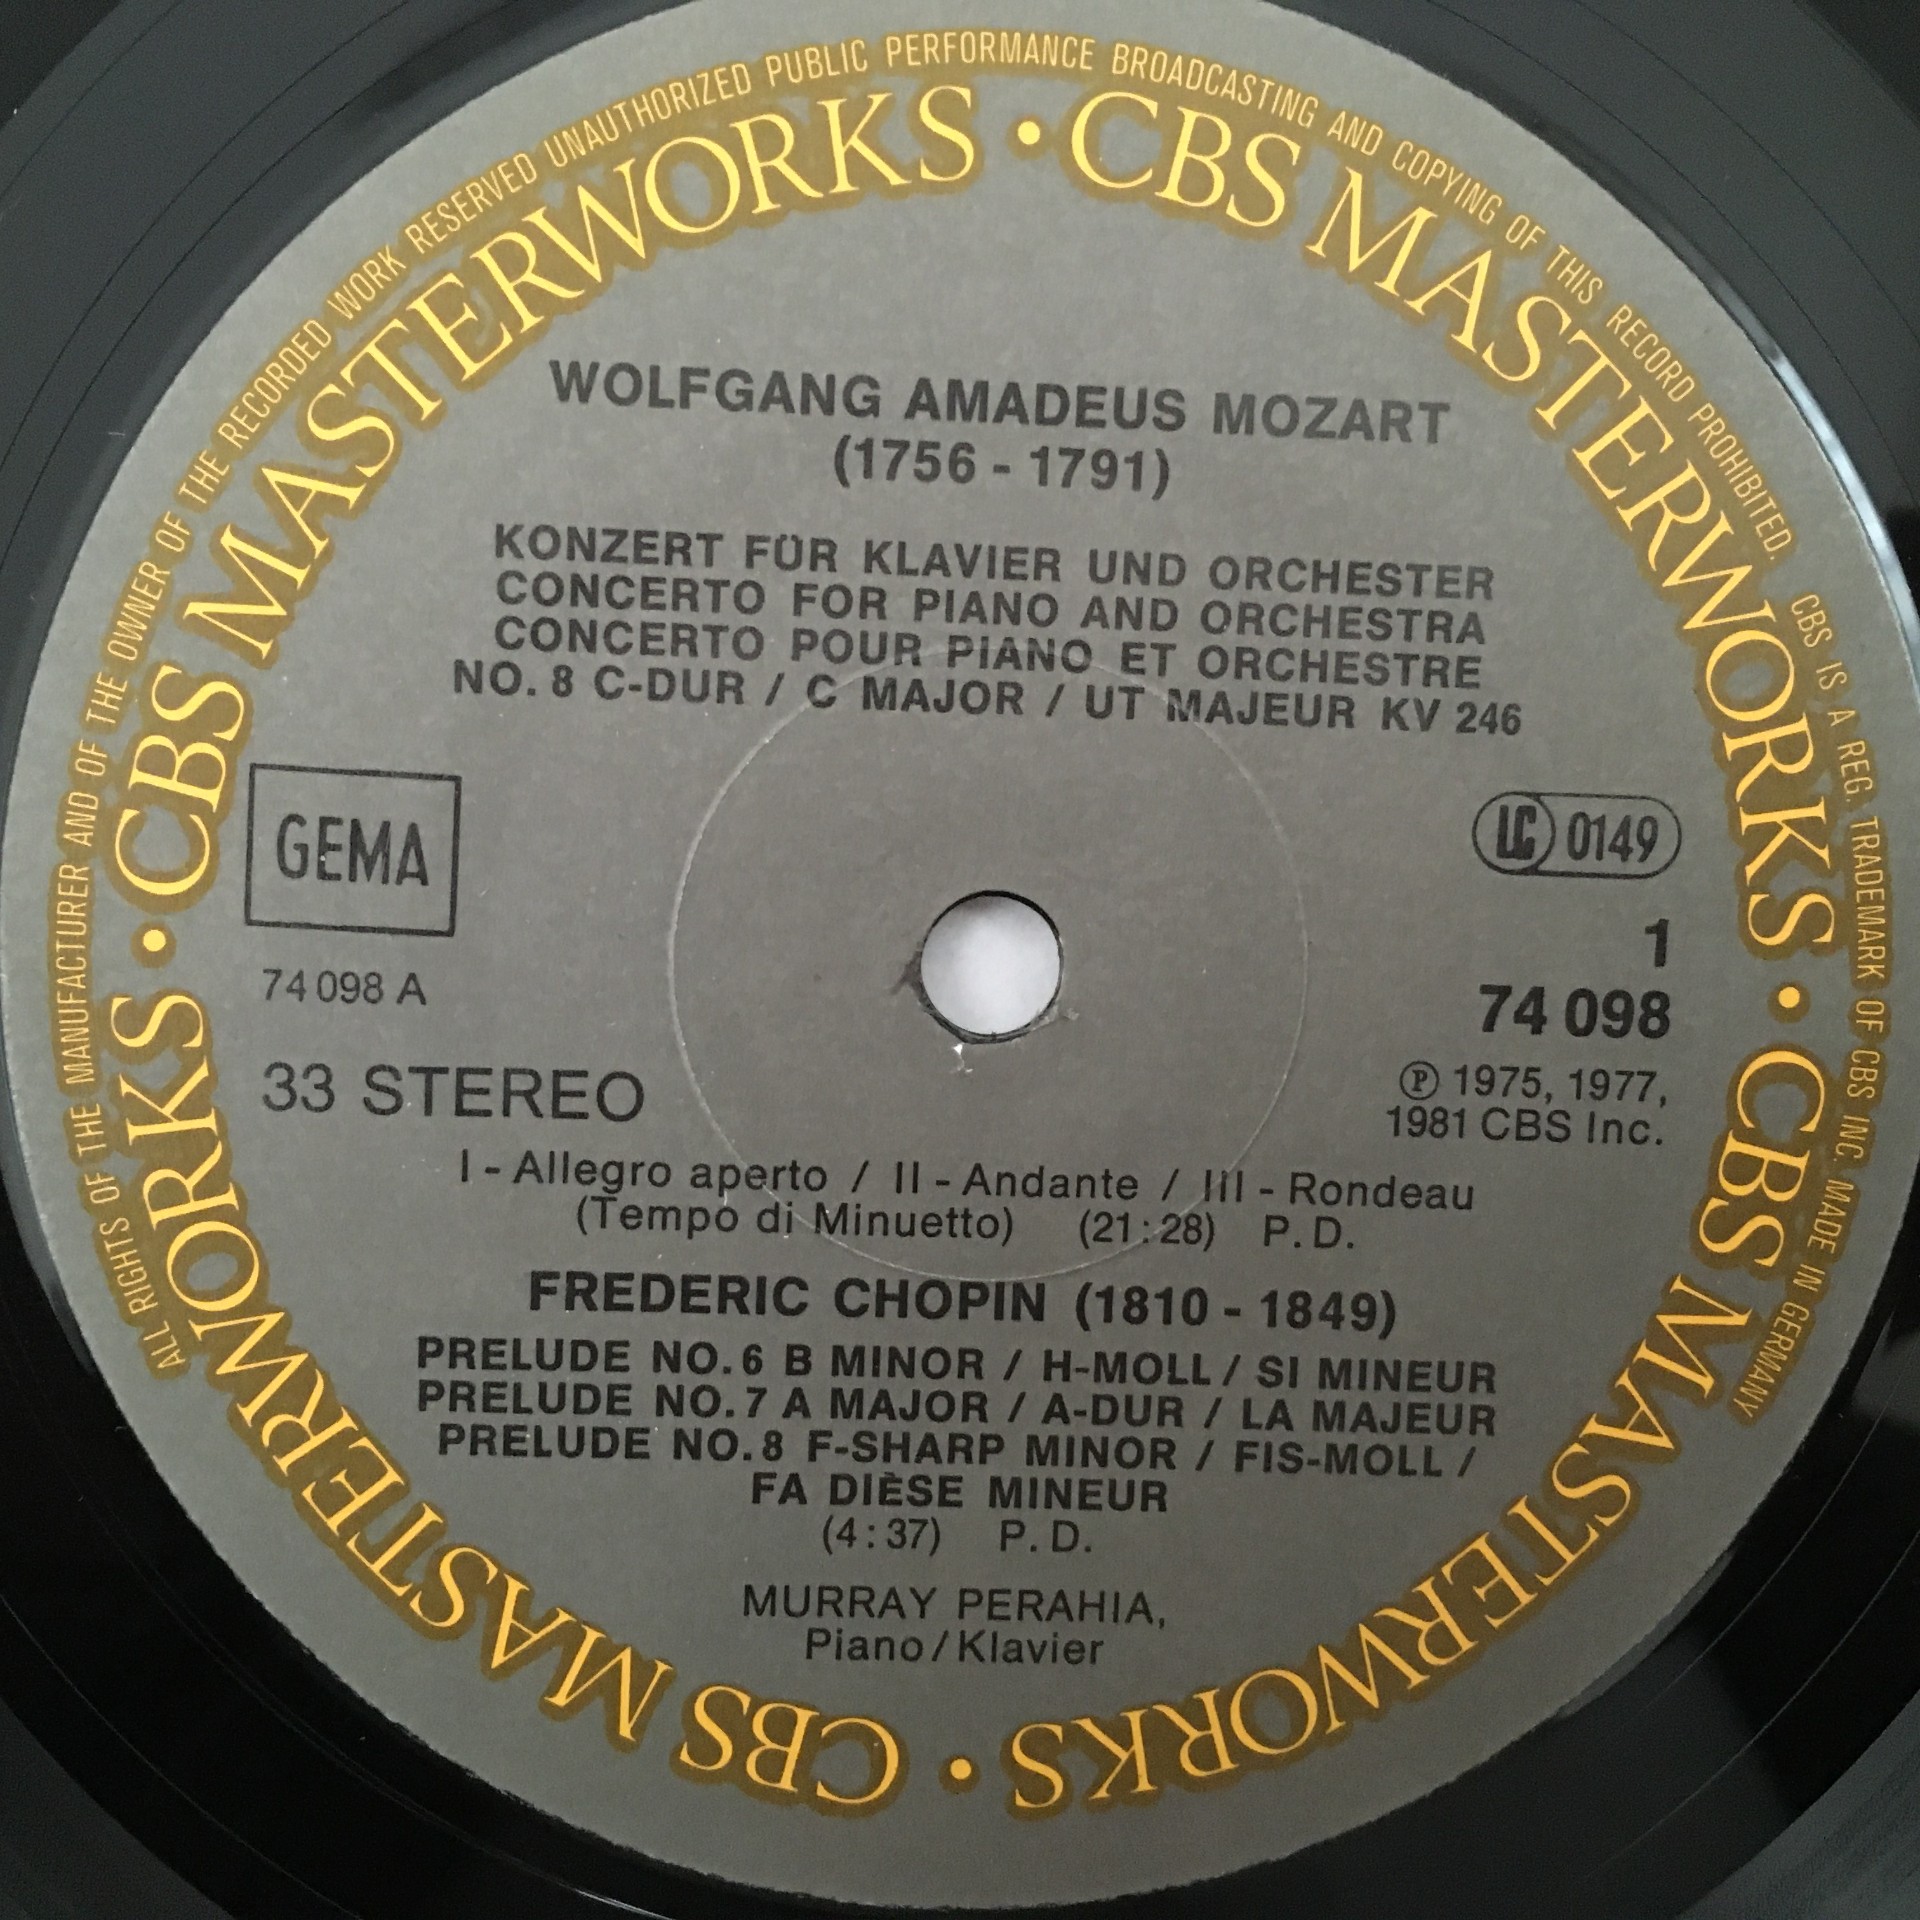 ALL RIGHTS OF THE MANUFACTURER AND OF THE OWNER OF THE RECORDED WORK RESERVED UNAUTHORIZED PUBLIC PERFORMANCE BROADCASTING AND COPYING OF THIS RECORD PROHIBITED. CBS IS A REG. TRADEMARK OF CBS INC. MADE IN GERMANY
CBS MASTERWORKS • CBS MASTERWORKS • CBS MASTERWORKS • CBS MASTERWORKS •
WOLFGANG AMADEUS MOZART
(1756 - 1791)
KONZERT FÜR KLAVIER UND ORCHESTER
CONCERTO FOR PIANO AND ORCHESTRA
CONCERTO POUR PIANO ET ORCHESTRE
NO. 8 C-DUR / C MAJOR / UT MAJEUR KV 246
GEMA
LC 0149
1
74 098 A
74 098
33 STEREO
℗ 1975, 1977,
1981 CBS Inc.
I - Allegro aperto / II - Andante / III - Rondeau
(Tempo di Minuetto) (21:28) P.D.
FREDERIC CHOPIN (1810 - 1849)
PRELUDE NO. 6 B MINOR / H-MOLL / SI MINEUR
PRELUDE NO. 7 A MAJOR / A-DUR / LA MAJEUR
PRELUDE NO. 8 F-SHARP MINOR / FIS-MOLL /
FA DIÈSE MINEUR
(4:37) P.D.
MURRAY PERAHIA,
Piano/Klavier